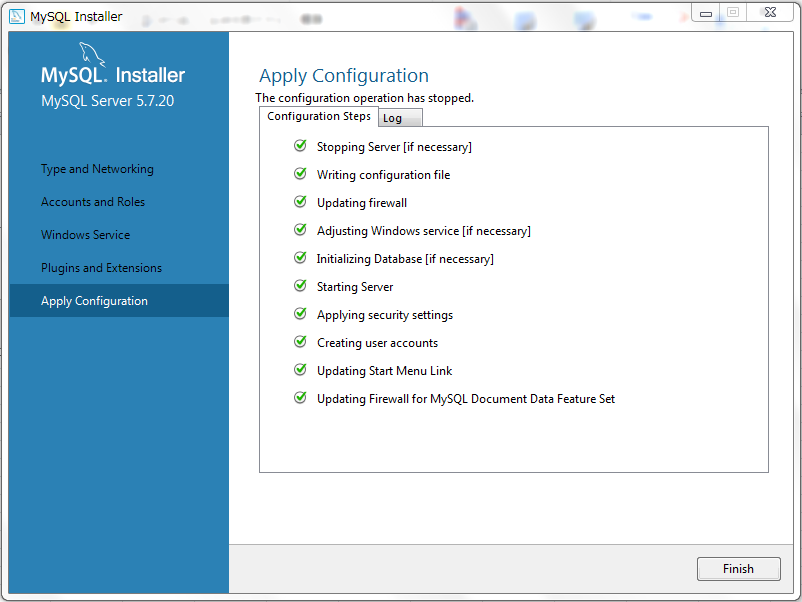 MySQL Installer
MySQL. Installer
MySQL Server 5.7.20
Type and Networking
Accounts and Roles
Windows Service
Plugins and Extensions
Apply Configuration
Apply Configuration
The configuration operation has stopped.
Configuration Steps Log
Stopping Server [if necessary]
Writing configuration file
Updating firewall
Adjusting Windows service [if necessary]
Initializing Database [if necessary]
Starting Server
Applying security settings
Creating user accounts
Updating Start Menu Link
Updating Firewall for MySQL Document Data Feature Set
Finish